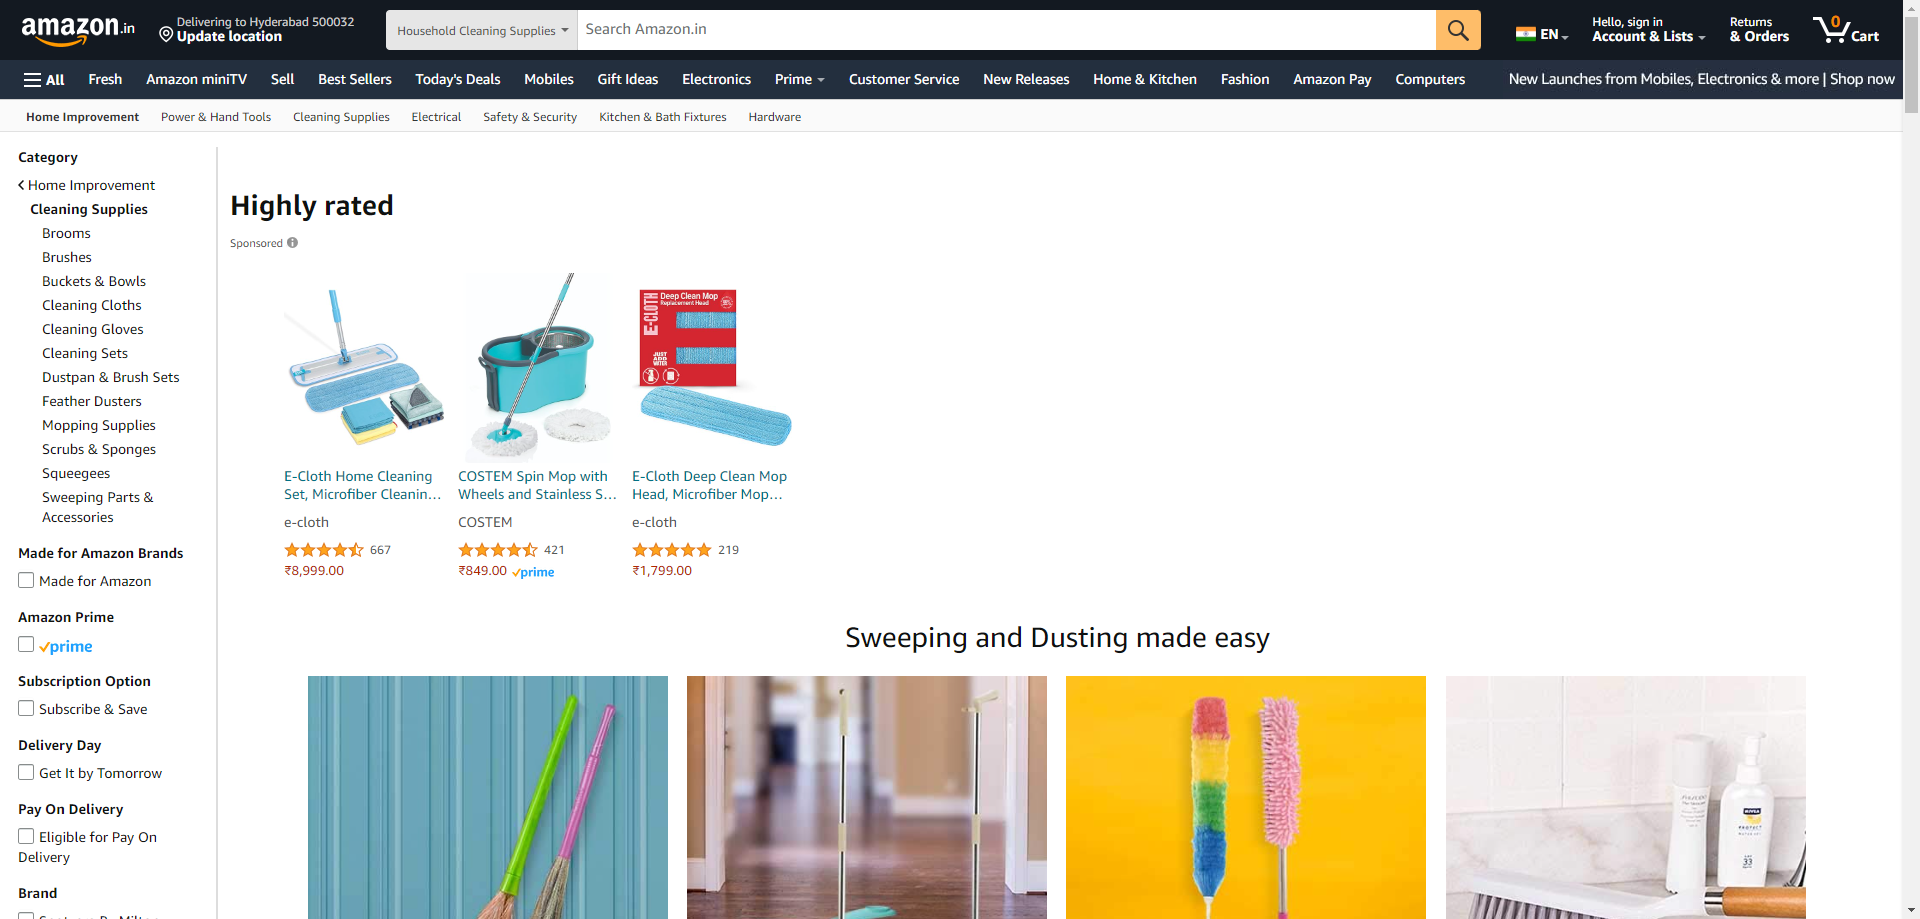 amazon.in
Delivering to Hyderabad 500032
Update location
Household Cleaning Supplies
Search Amazon.in
EN
Hello, sign in
Account & Lists
Returns
& Orders
0
Cart
All
Fresh
Amazon miniTV
Sell
Best Sellers
Today's Deals
Mobiles
Gift Ideas
Electronics
Prime
Customer Service
New Releases
Home & Kitchen
Fashion
Amazon Pay
Computers
New Launches from Mobiles, Electronics & more | Shop now
Home Improvement
Power & Hand Tools
Cleaning Supplies
Electrical
Safety & Security
Kitchen & Bath Fixtures
Hardware
Category
Home Improvement
Cleaning Supplies
Brooms
Brushes
Buckets & Bowls
Cleaning Cloths
Cleaning Gloves
Cleaning Sets
Dustpan & Brush Sets
Feather Dusters
Mopping Supplies
Scrubs & Sponges
Squeegees
Sweeping Parts &
Accessories
Made for Amazon Brands
Made for Amazon
Amazon Prime
prime
Subscription Option
Subscribe & Save
Delivery Day
Get It by Tomorrow
Pay On Delivery
Eligible for Pay On
Delivery
Brand
Highly rated
Sponsored
E-CLOTH
Deep Clean Mop
Replacement Head
JUST
ADD
WATER
E-Cloth Home Cleaning
Set, Microfiber Cleanin...
e-cloth
667
₹8,999.00
COSTEM Spin Mop with
Wheels and Stainless S...
COSTEM
421
₹849.00 prime
E-Cloth Deep Clean Mop
Head, Microfiber Mop...
e-cloth
219
₹1,799.00
Sweeping and Dusting made easy
SHISEIDO
NIVEA
PROTECT
33